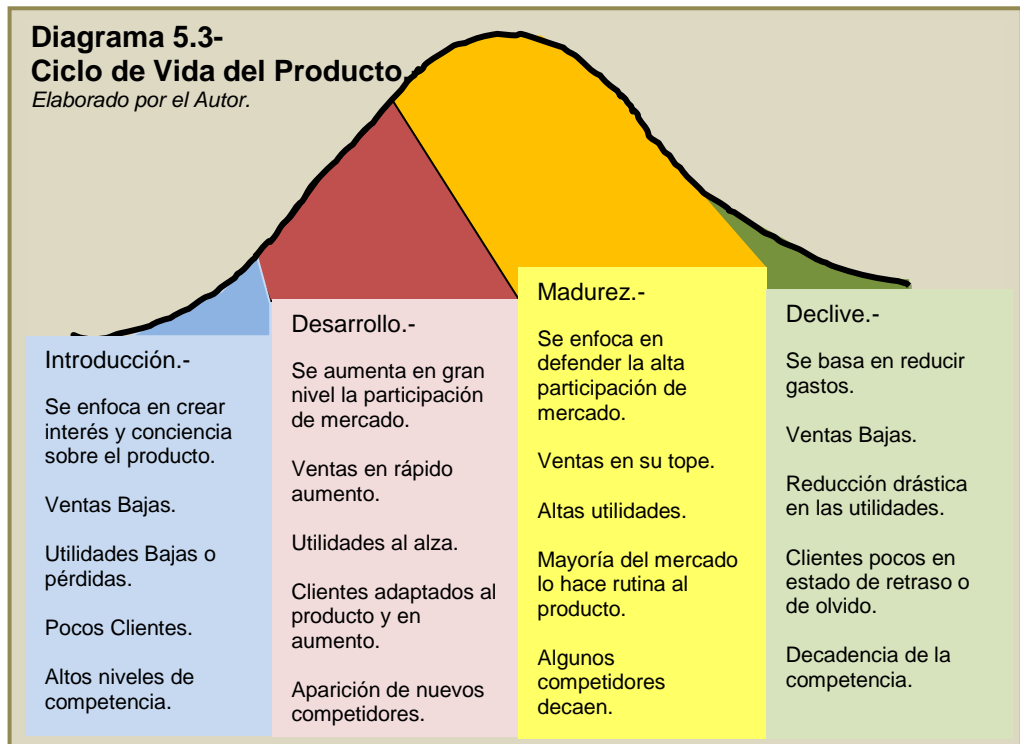 Diagrama 5.3-
Ciclo de Vida del Producto.
Elaborado por el Autor.
Introducción.-
Se enfoca en crear
interés y conciencia
sobre el producto.
Ventas Bajas.
Utilidades Bajas o
pérdidas.
Pocos Clientes.
Altos niveles de
competencia.
Desarrollo.-
Se aumenta en gran
nivel la participación
de mercado.
Ventas en rápido
aumento.
Utilidades al alza.
Clientes adaptados al
producto y en
aumento.
Aparición de nuevos
competidores.
Madurez.-
Se enfoca en
defender la alta
participación de
mercado.
Ventas en su tope.
Altas utilidades.
Mayoría del mercado
lo hace rutina al
producto.
Algunos
competidores
decaen.
Declive.-
Se basa en reducir
gastos.
Ventas Bajas.
Reducción drástica
en las utilidades.
Clientes pocos en
estado de retraso o
de olvido.
Decadencia de la
competencia.